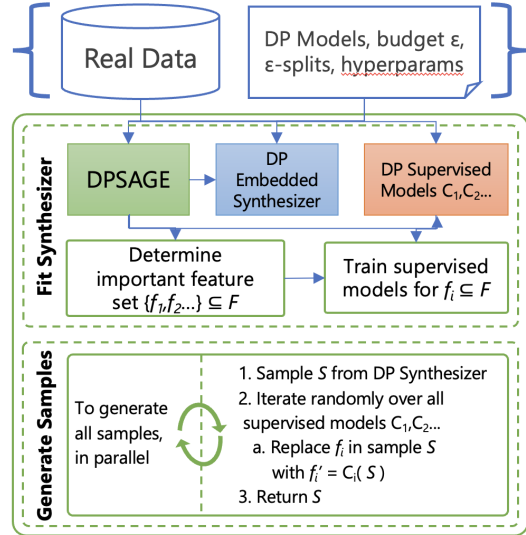 Real Data
DP Models, budget ε,
ε-splits, hyperparams
Fit Synthesizer
DPSAGE
DP
Embedded
Synthesizer
DP Supervised
Models C₁,C₂...
Determine
important feature
set {f₁,f₂...} ⊆ F
Train supervised
models for fᵢ ⊆ F
Generate Samples
To generate
all samples,
in parallel
1. Sample S from DP Synthesizer
2. Iterate randomly over all
supervised models C₁,C₂...
a. Replace fᵢ in sample S
with fᵢ′ = Cᵢ( S )
3. Return S